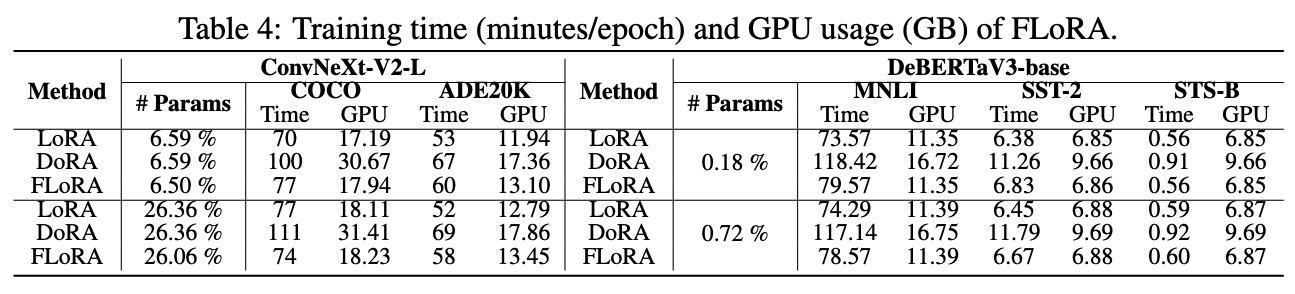 Table 4: Training time (minutes/epoch) and GPU usage (GB) of FLoRA.
Method # Params ConvNeXt-V2-L Method # Params DeBERTaV3-base
COCO ADE20K MNLI SST-2 STS-B
Time GPU Time GPU Time GPU Time GPU Time GPU
LoRA 6.59 % 70 17.19 53 11.94 LoRA 73.57 11.35 6.38 6.85 0.56 6.85
DoRA 6.59 % 100 30.67 67 17.36 DoRA 0.18 % 118.42 16.72 11.26 9.66 0.91 9.66
FLoRA 6.50 % 77 17.94 60 13.10 FLoRA 79.57 11.35 6.83 6.86 0.56 6.85
LoRA 26.36 % 77 18.11 52 12.79 LoRA 74.29 11.39 6.45 6.88 0.59 6.87
DoRA 26.36 % 111 31.41 69 17.86 DoRA 0.72 % 117.14 16.75 11.79 9.69 0.92 9.69
FLoRA 26.06 % 74 18.23 58 13.45 FLoRA 78.57 11.39 6.67 6.88 0.60 6.87